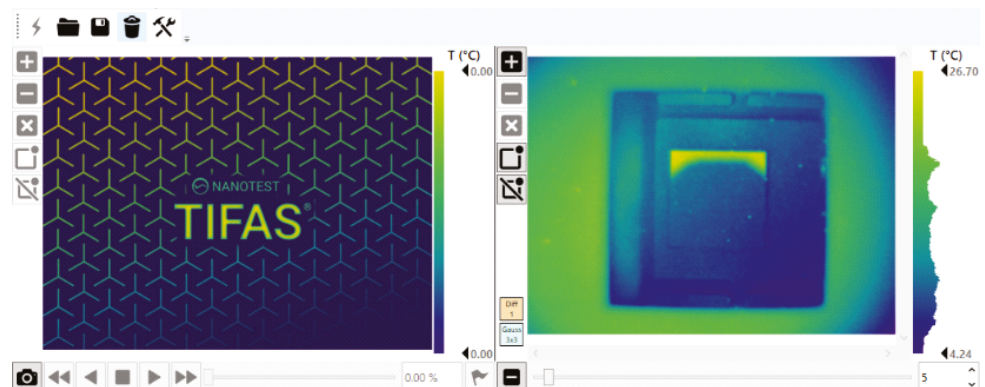 T (°C)
0.00
NANOTEST
TIFAS®
0.00
0.00 %
T (°C)
26.70
Diff
1
Gauss
3x3
4.24
5